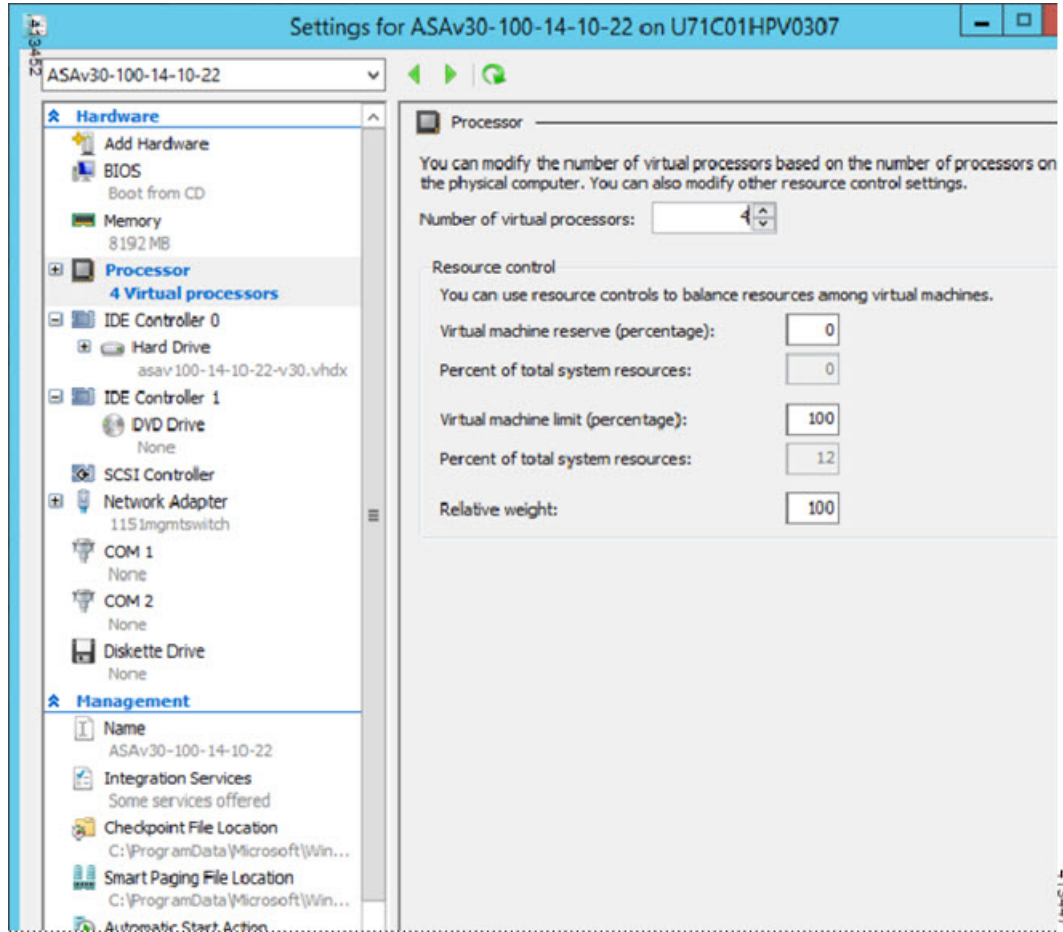 Settings for ASAv30-100-14-10-22 on U71C01HPV0307
413452
ASAv30-100-14-10-22
Hardware
Add Hardware
BIOS
Boot from CD
Memory
8192 MB
Processor
4 Virtual processors
IDE Controller 0
Hard Drive
asav100-14-10-22-v30.vhdx
IDE Controller 1
DVD Drive
None
SCSI Controller
Network Adapter
1151mgmtswitch
COM 1
None
COM 2
None
Diskette Drive
None
Management
Name
ASAv30-100-14-10-22
Integration Services
Some services offered
Checkpoint File Location
C:\ProgramData\Microsoft\Win...
Smart Paging File Location
C:\ProgramData\Microsoft\Win...
Automatic Start Action
Processor
You can modify the number of virtual processors based on the number of processors on
the physical computer. You can also modify other resource control settings.
Number of virtual processors: 4
Resource control
You can use resource controls to balance resources among virtual machines.
Virtual machine reserve (percentage): 0
Percent of total system resources: 0
Virtual machine limit (percentage): 100
Percent of total system resources: 12
Relative weight: 100